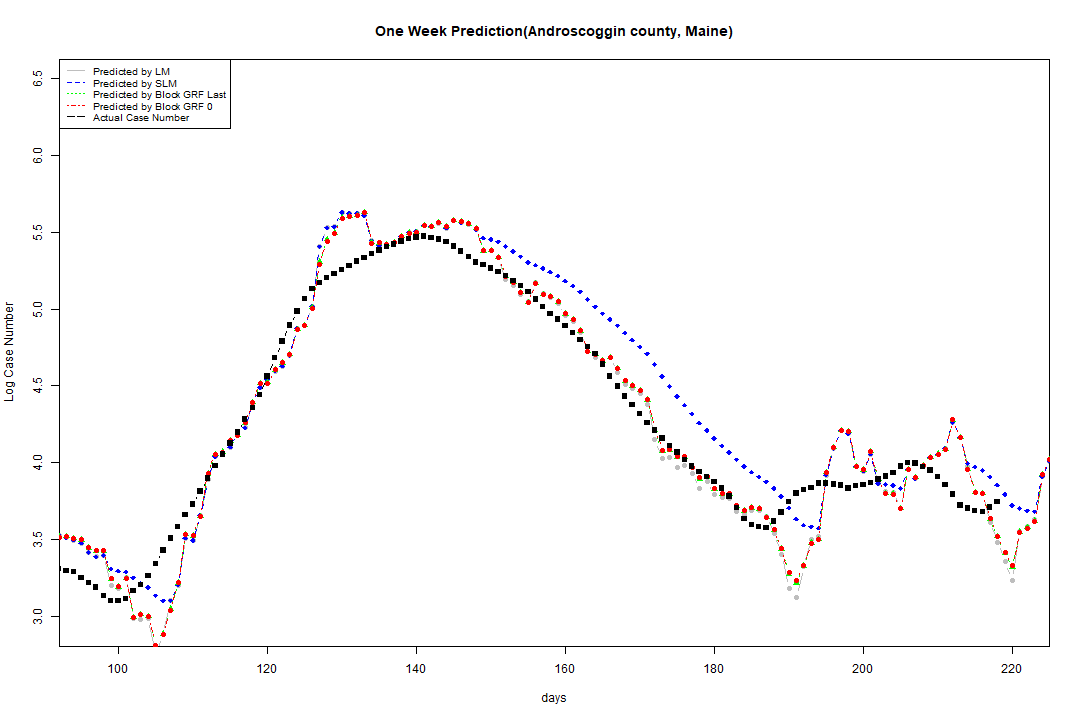 One Week Prediction(Androscoggin county, Maine)
Predicted by LM
Predicted by SLM
Predicted by Block GRF Last
Predicted by Block GRF 0
Actual Case Number
Log Case Number
6.5
6.0
5.5
5.0
4.5
4.0
3.5
3.0
100 120 140 160 180 200 220
days